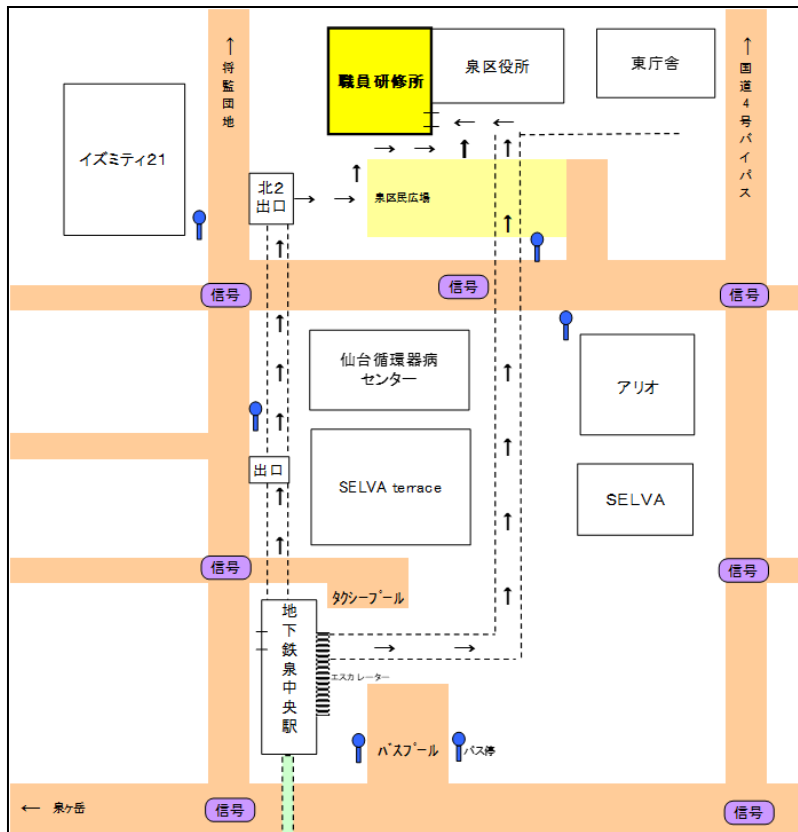 ↑将監団地
職員研修所
泉区役所
東庁舎
↑国道4号バイパス
イズミティ21
北2
出口
泉区民広場
信号
信号
信号
仙台循環器病
センター
アリオ
出口
SELVA terrace
SELVA
信号
信号
タクシープール
地下鉄泉中央駅
エスカレーター
バスプール
バス停
← 泉ヶ岳
信号
信号